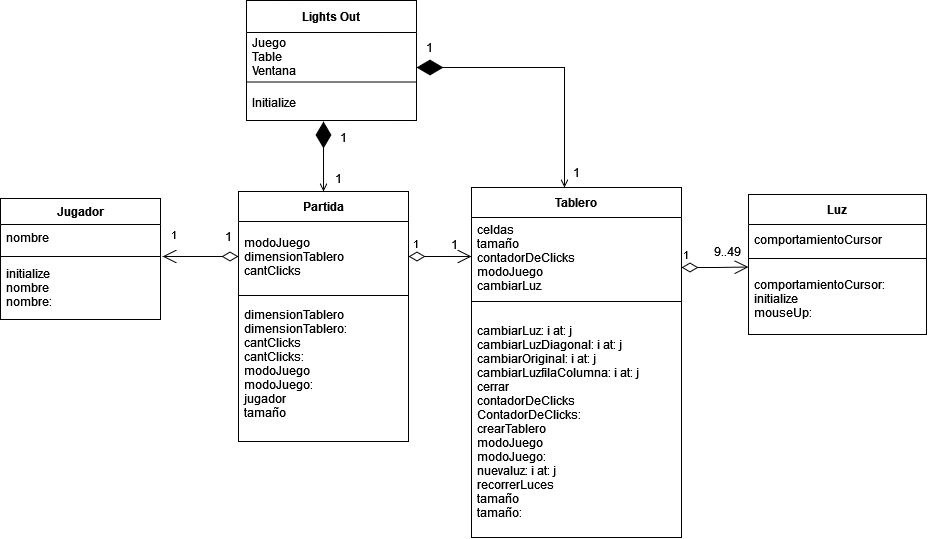 Lights Out
Juego
Table
Ventana
Initialize
1
1
1
1
Jugador
nombre
initialize
nombre
nombre:
1
1
Partida
modoJuego
dimensionTablero
cantClicks
dimensionTablero
dimensionTablero:
cantClicks
cantClicks:
modoJuego
modoJuego:
jugador
tamaño
1
1
Tablero
celdas
tamaño
contadorDeClicks
modoJuego
cambiarLuz
cambiarLuz: i at: j
cambiarLuzDiagonal: i at: j
cambiarOriginal: i at: j
cambiarLuzfilaColumna: i at: j
cerrar
contadorDeClicks
ContadorDeClicks:
crearTablero
modoJuego
modoJuego:
nuevaluz: i at: j
recorrerLuces
tamaño
tamaño:
1
9..49
Luz
comportamientoCursor
comportamientoCursor:
initialize
mouseUp: